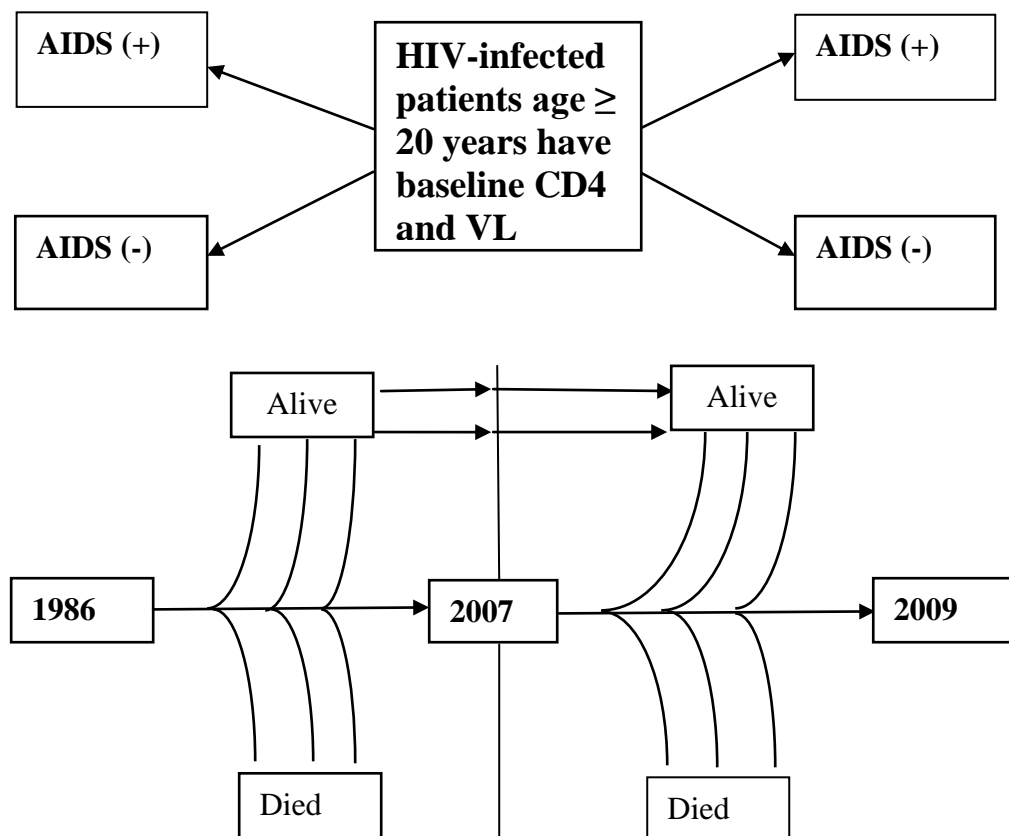 AIDS (+)
HIV-infected
patients age ≥
20 years have
baseline CD4
and VL
AIDS (+)
AIDS (-)
AIDS (-)
Alive
Alive
1986
2007
2009
Died
Died